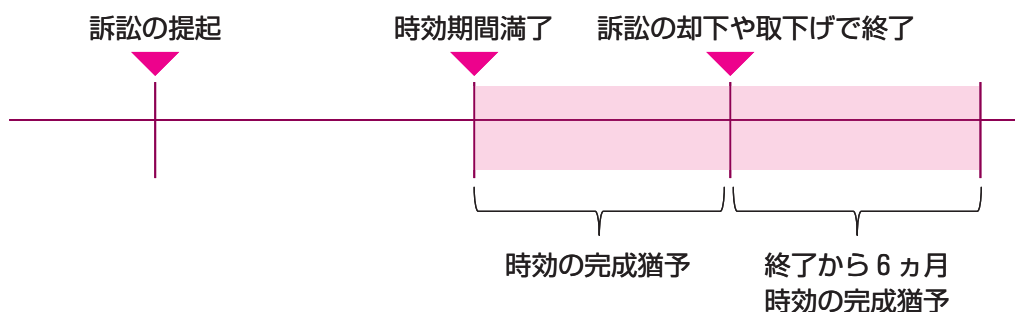 訴訟の提起
時効期間満了
訴訟の却下や取下げで終了
時効の完成猶予
終了から6ヵ月
時効の完成猶予